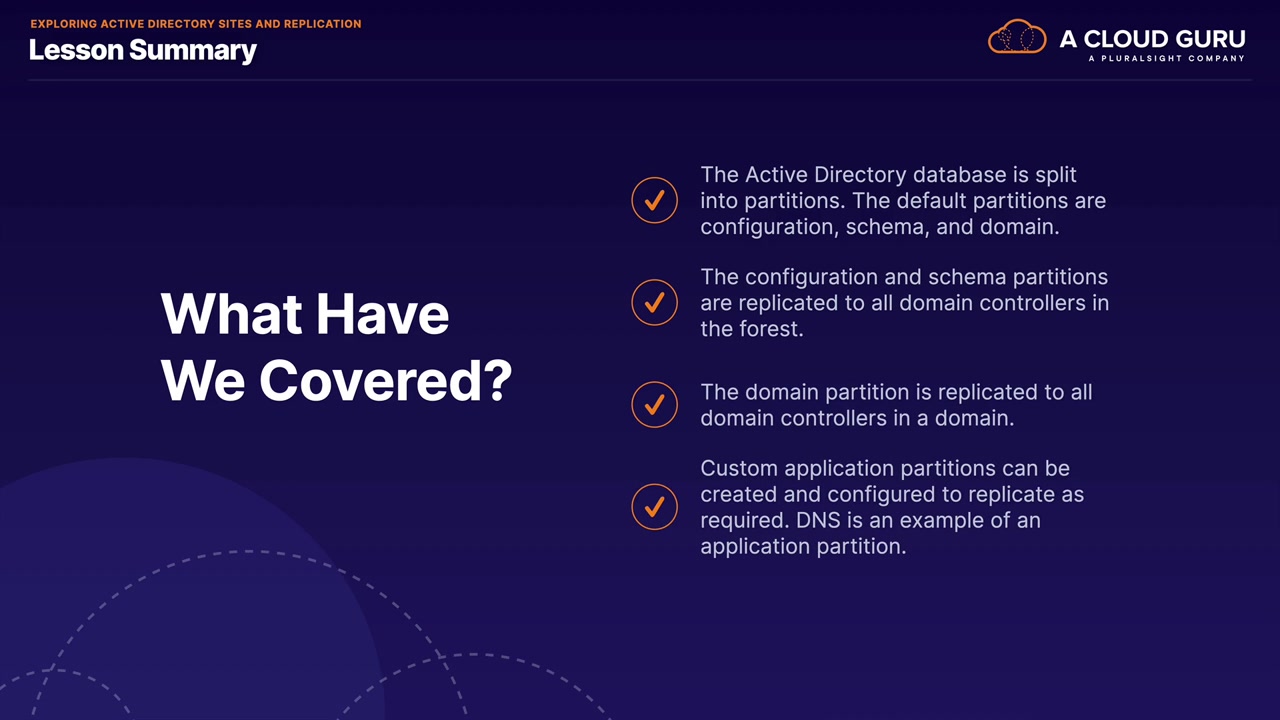 EXPLORING ACTIVE DIRECTORY SITES AND REPLICATION
Lesson Summary
A CLOUD GURU
A PLURALSIGHT COMPANY
What Have
We Covered?
The Active Directory database is split
into partitions. The default partitions are
configuration, schema, and domain.
The configuration and schema partitions
are replicated to all domain controllers in
the forest.
The domain partition is replicated to all
domain controllers in a domain.
Custom application partitions can be
created and configured to replicate as
required. DNS is an example of an
application partition.